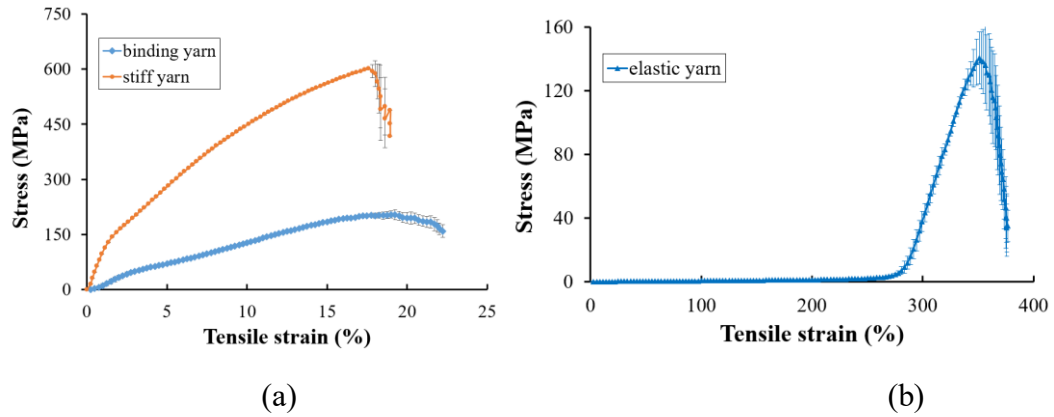 750
600
450
300
150
0
0
5
10
15
20
25
Stress (MPa)
Tensile strain (%)
binding yarn
stiff yarn
(a)
160
120
80
40
0
0
100
200
300
400
Stress (MPa)
Tensile strain (%)
elastic yarn
(b)